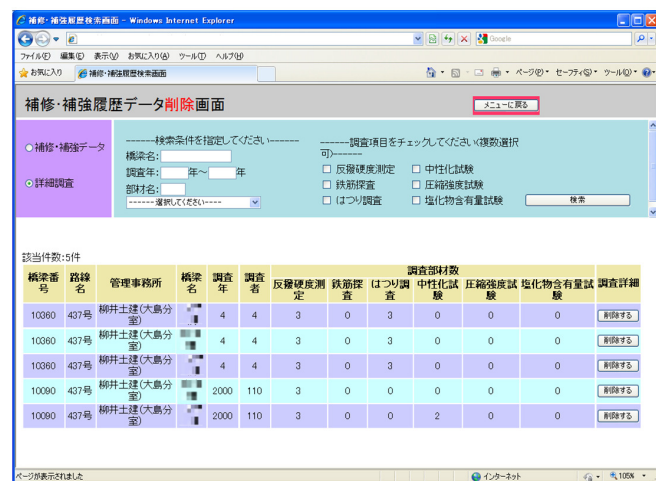 補修・補強履歴検索画面 - Windows Internet Explorer
Google
ファイル(F) 編集(E) 表示(V) お気に入り(A) ツール(T) ヘルプ(H)
お気に入り 補修・補強履歴検索画面 ページ(P) セーフティ(S) ツール(O)
補修・補強履歴データ削除画面 メニューに戻る
補修・補強データ
詳細調査
------検索条件を指定してください------
橋梁名:
調査年: 年～ 年
部材名:
------選択してください----
------調査項目をチェックしてください(複数選択
可)------
反撥硬度測定 中性化試験
鉄筋探査 圧縮強度試験
はつり調査 塩化物含有量試験 検索
該当件数:5件
橋梁番号 路線名 管理事務所 橋梁名 調査年 調査者 調査部材数 調査詳細
反撥硬度測定 鉄筋探査 はつり調査 中性化試験 圧縮強度試験 塩化物含有量試験
10360 437号 柳井土建(大島分室) 4 4 3 0 3 0 0 0 削除する
10360 437号 柳井土建(大島分室) 4 4 3 0 3 0 0 0 削除する
10360 437号 柳井土建(大島分室) 4 4 3 0 3 0 0 0 削除する
10090 437号 柳井土建(大島分室) 2000 110 3 0 0 0 0 0 削除する
10090 437号 柳井土建(大島分室) 2000 110 3 0 0 2 0 0 削除する
ページが表示されました インターネット 105%